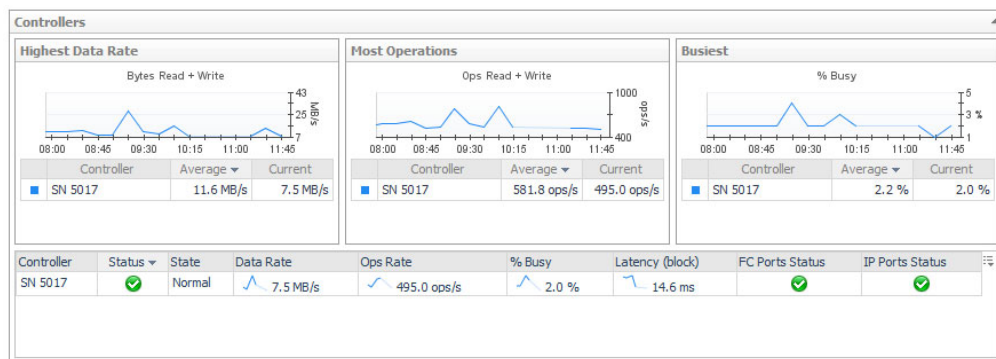 Controllers
Highest Data Rate
Bytes Read + Write
43
25
7
MB/s
08:00 08:45 09:30 10:15 11:00 11:45
Controller Average Current
SN 5017 11.6 MB/s 7.5 MB/s
Most Operations
Ops Read + Write
1000
400
ops/s
08:00 08:45 09:30 10:15 11:00 11:45
Controller Average Current
SN 5017 581.8 ops/s 495.0 ops/s
Busiest
% Busy
5
3 %
1
08:00 08:45 09:30 10:15 11:00 11:45
Controller Average Current
SN 5017 2.2 % 2.0 %
Controller Status State Data Rate Ops Rate % Busy Latency (block) FC Ports Status IP Ports Status
SN 5017 Normal 7.5 MB/s 495.0 ops/s 2.0 % 14.6 ms